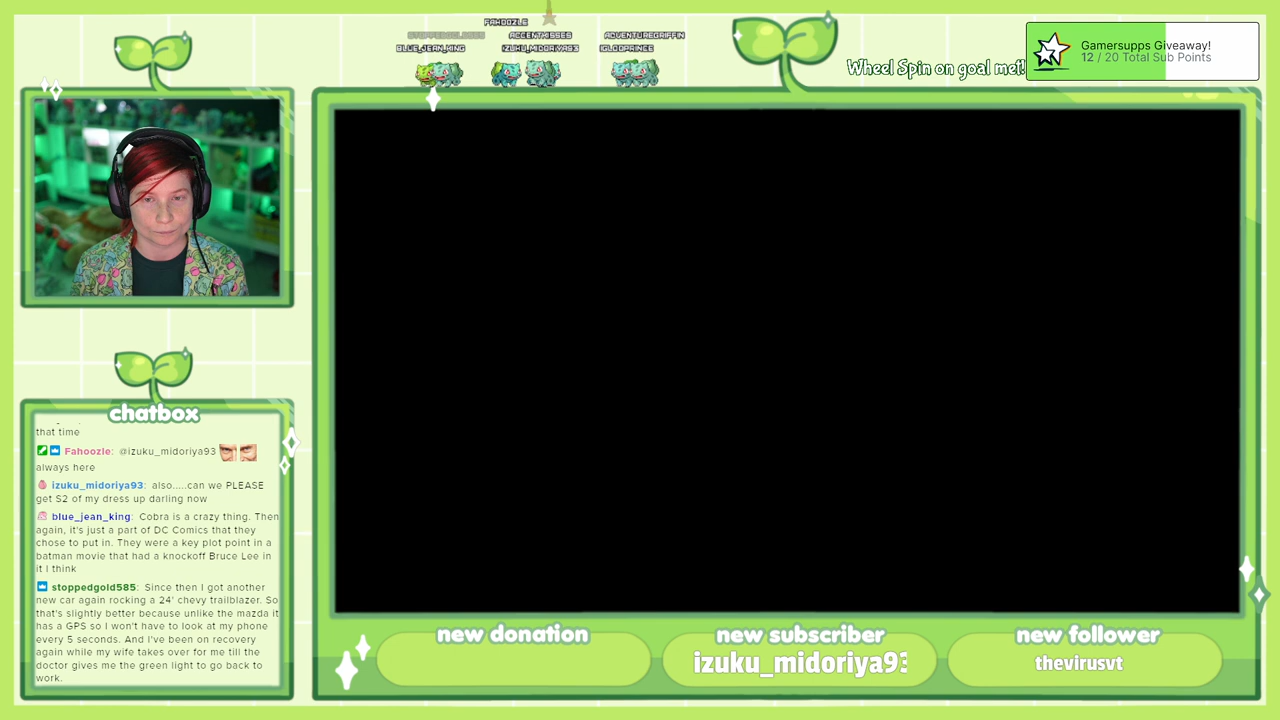 FAHOOZLE
STOPPEDGOLD585
ACCENTMISSES
ADVENTUREGRIFFIN
BLUE_JEAN_KING
IZUKU_MIDORIYA93
IGLOOPRINCE
Wheel Spin on goal met!
Gamersupps Giveaway!
12 / 20 Total Sub Points
chatbox
that time
Fahoozle: @izuku_midoriya93
always here
izuku_midoriya93: also.....can we PLEASE
get S2 of my dress up darling now
blue_jean_king: Cobra is a crazy thing. Then
again, it's just a part of DC Comics that they
chose to put in. They were a key plot point in a
batman movie that had a knockoff Bruce Lee in
it I think
stoppedgold585: Since then I got another
new car again rocking a 24' chevy trailblazer. So
that's slightly better because unlike the mazda it
has a GPS so I won't have to look at my phone
every 5 seconds. And I've been on recovery
again while my wife takes over for me till the
doctor gives me the green light to go back to
work.
new donation
new subscriber
izuku_midoriya93
new follower
thevirusvt